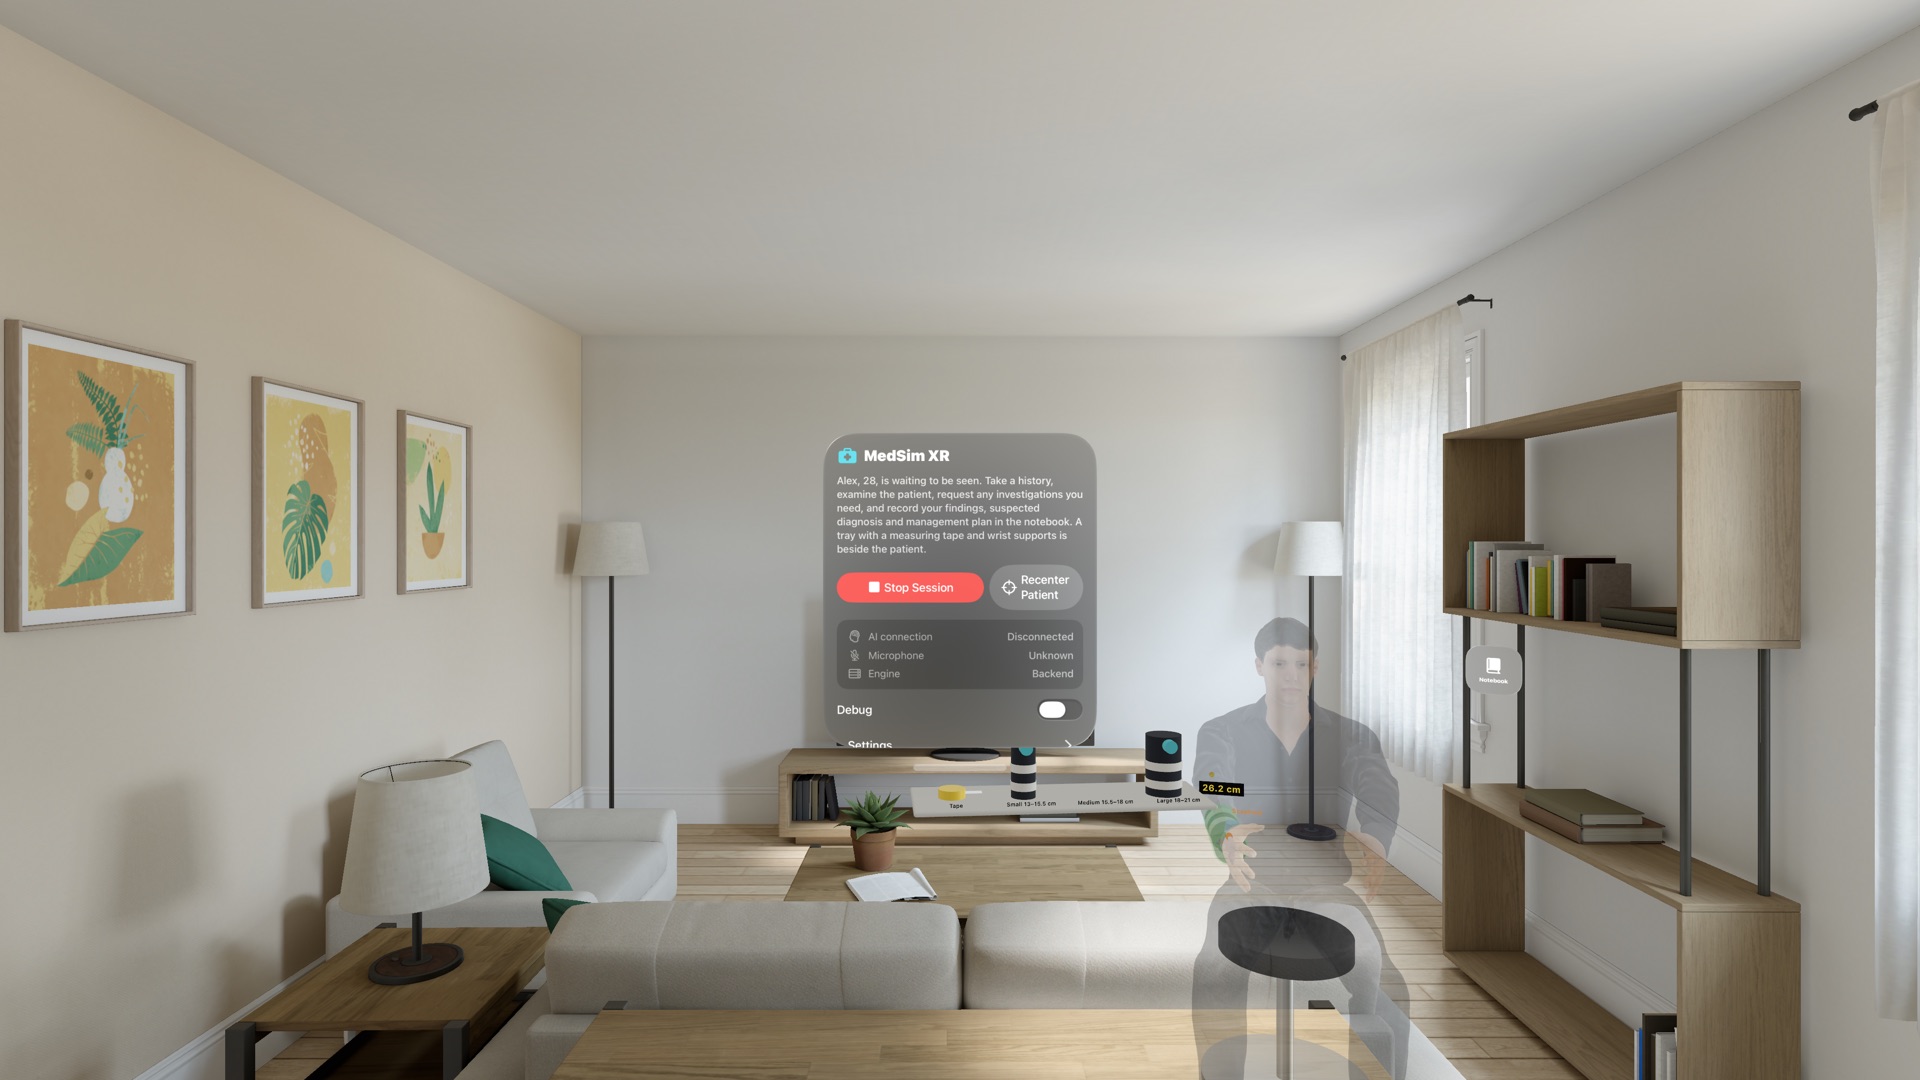 MedSim XR
Alex, 28, is waiting to be seen. Take a history,
examine the patient, request any investigations you
need, and record your findings, suspected
diagnosis and management plan in the notebook. A
tray with a measuring tape and wrist supports is
beside the patient.
Stop Session
Recenter
Patient
AI connection Disconnected
Microphone Unknown
Engine Backend
Debug
Settings
Notebook
26.2 cm
Tape
Small 13–15.5 cm
Medium 15.5–18 cm
Large 18–21 cm